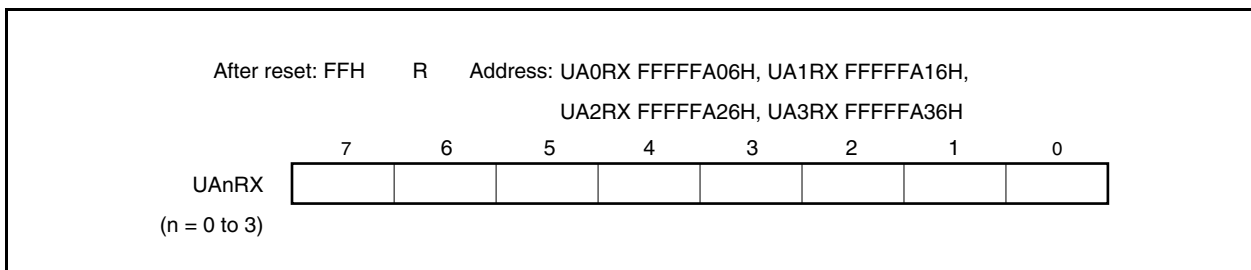 After reset: FFH R Address: UA0RX FFFFFA06H, UA1RX FFFFFA16H,
UA2RX FFFFFA26H, UA3RX FFFFFA36H
7 6 5 4 3 2 1 0
UAnRX
(n = 0 to 3)